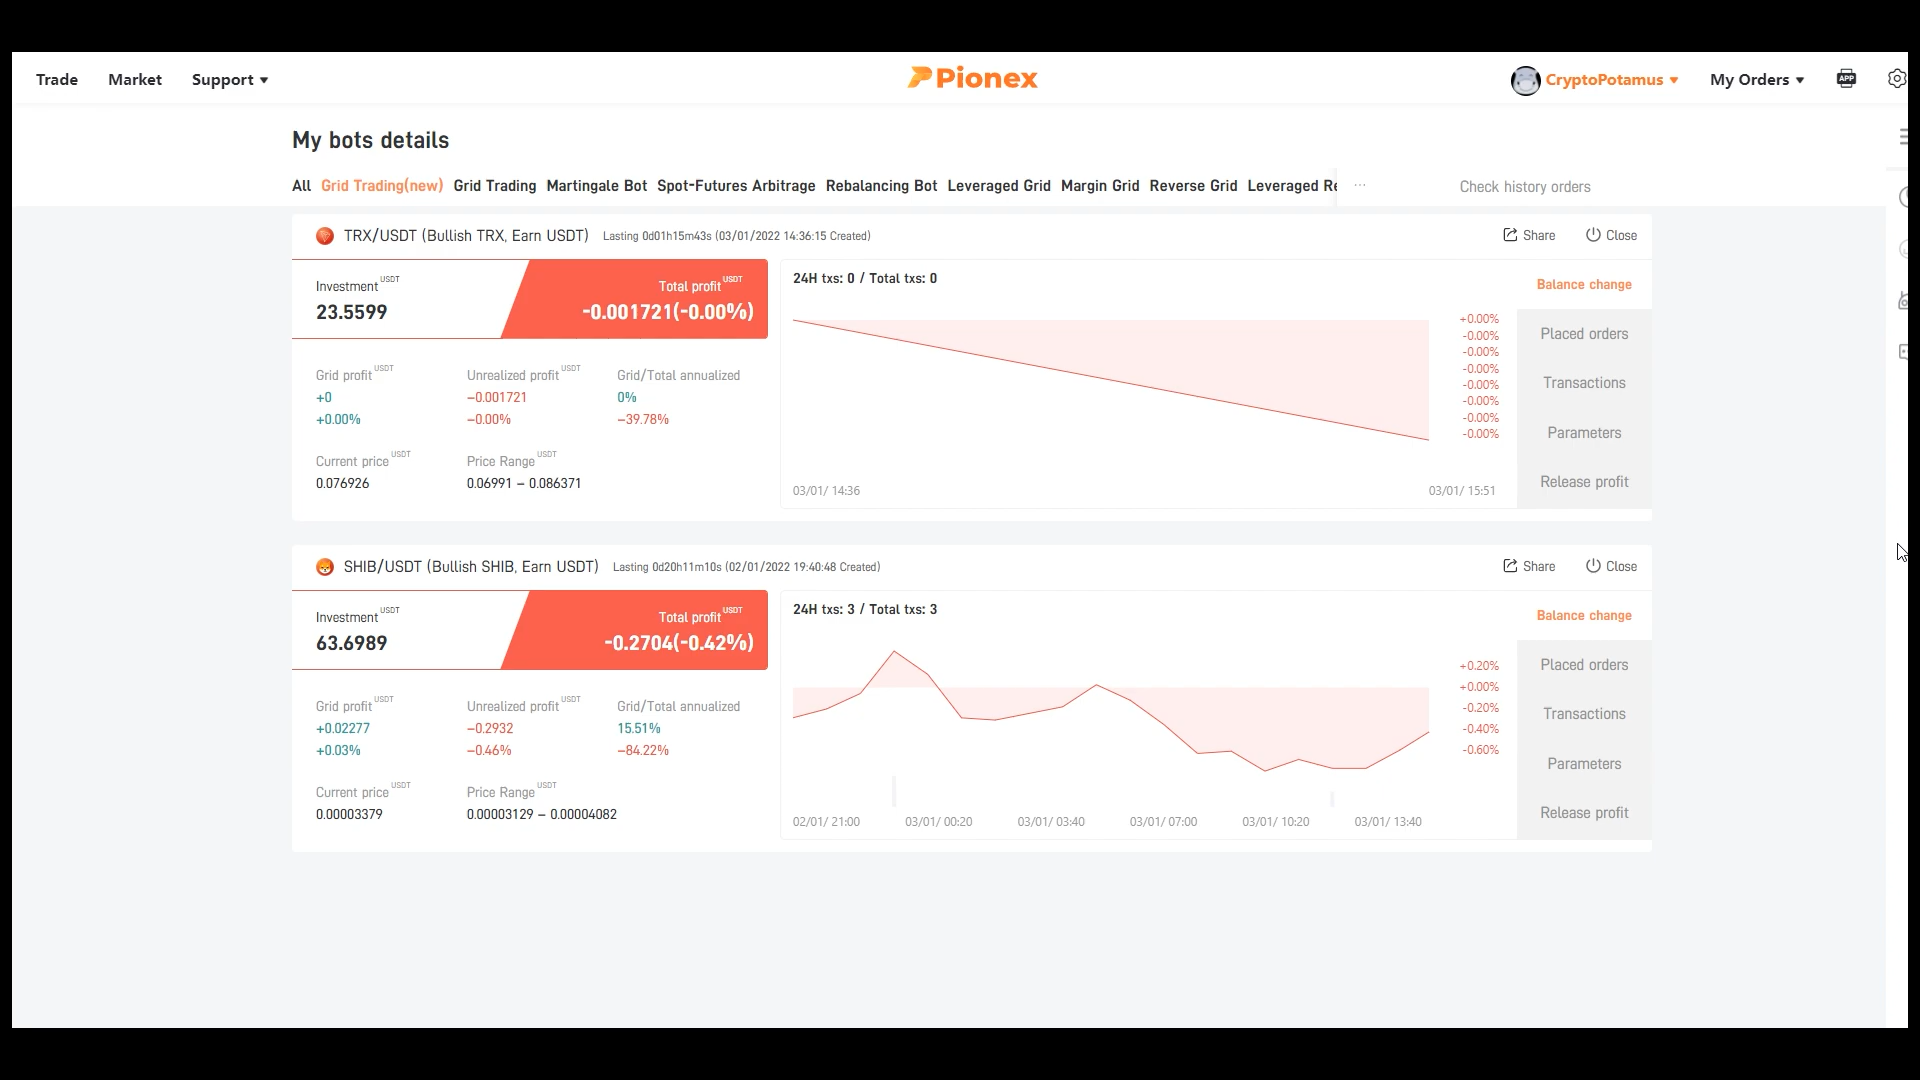 Trade Market Support Pionex CryptoPotamus My Orders APP
My bots details
All Grid Trading(new) Grid Trading Martingale Bot Spot-Futures Arbitrage Rebalancing Bot Leveraged Grid Margin Grid Reverse Grid Leveraged Re ... Check history orders
TRX/USDT (Bullish TRX, Earn USDT) Lasting 0d01h15m43s (03/01/2022 14:36:15 Created) Share Close
Investment USDT Total profit USDT
23.5599 -0.001721(-0.00%)
Grid profit USDT Unrealized profit USDT Grid/Total annualized
+0 -0.001721 0%
+0.00% -0.00% -39.78%
Current price USDT Price Range USDT
0.076926 0.06991 - 0.086371
24H txs: 0 / Total txs: 0
+0.00%
-0.00%
-0.00%
-0.00%
-0.00%
-0.00%
-0.00%
-0.00%
03/01/ 14:36 03/01/ 15:51
Balance change
Placed orders
Transactions
Parameters
Release profit
SHIB/USDT (Bullish SHIB, Earn USDT) Lasting 0d20h11m10s (02/01/2022 19:40:48 Created) Share Close
Investment USDT Total profit USDT
63.6989 -0.2704(-0.42%)
Grid profit USDT Unrealized profit USDT Grid/Total annualized
+0.02277 -0.2932 15.51%
+0.03% -0.46% -84.22%
Current price USDT Price Range USDT
0.00003379 0.00003129 - 0.00004082
24H txs: 3 / Total txs: 3
+0.20%
+0.00%
-0.20%
-0.40%
-0.60%
02/01/ 21:00 03/01/ 00:20 03/01/ 03:40 03/01/ 07:00 03/01/ 10:20 03/01/ 13:40
Balance change
Placed orders
Transactions
Parameters
Release profit